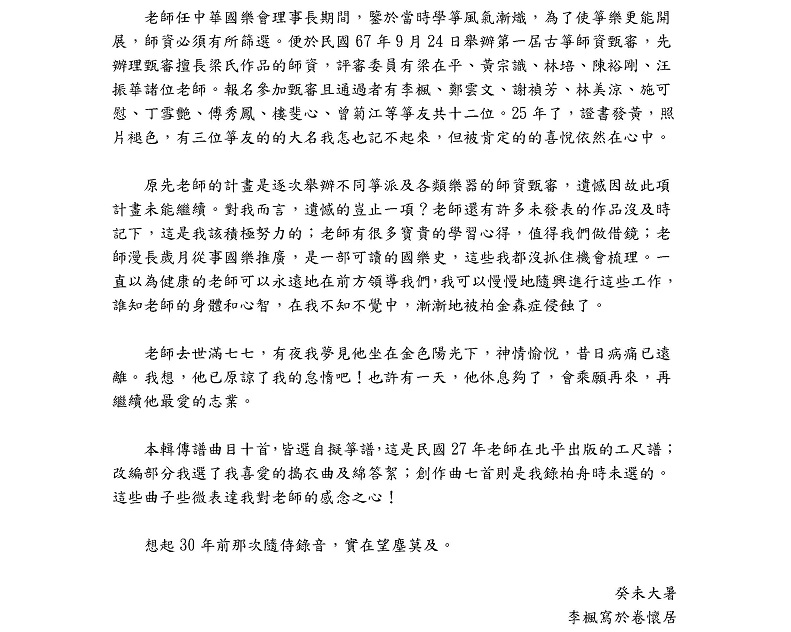 老師任中華國樂會理事長期間，鑒於當時學箏風氣漸熾，為了使箏樂更能開
展，師資必須有所篩選。便於民國 67 年 9 月 24 日舉辦第一屆古箏師資甄審，先
辦理甄審擅長梁氏作品的師資，評審委員有梁在平、黃宗識、林培、陳裕剛、汪
振華諸位老師。報名參加甄審且通過者有李楓、鄭雲文、謝禎芳、林美涼、施可
慰、丁雪艷、傅秀鳳、樓斐心、曾菊江等箏友共十二位。25 年了，證書發黃，照
片褪色，有三位箏友的的大名我怎也記不起來，但被肯定的的喜悅依然在心中。
原先老師的計畫是逐次舉辦不同箏派及各類樂器的師資甄審，遺憾因故此項
計畫未能繼續。對我而言，遺憾的豈止一項？老師還有許多未發表的作品沒及時
記下，這是我該積極努力的；老師有很多寶貴的學習心得，值得我們做借鏡；老
師漫長歲月從事國樂推廣，是一部可讀的國樂史，這些我都沒抓住機會梳理。一
直以為健康的老師可以永遠地在前方領導我們，我可以慢慢地隨興進行這些工作，
誰知老師的身體和心智，在我不知不覺中，漸漸地被柏金森症侵蝕了。
老師去世滿七七，有夜我夢見他坐在金色陽光下，神情愉悅，昔日病痛已遠
離。我想，他已原諒了我的怠惰吧！也許有一天，他休息夠了，會乘願再來，再
繼續他最愛的志業。
本輯傳譜曲目十首，皆選自擬箏譜，這是民國 27 年老師在北平出版的工尺譜；
改編部分我選了我喜愛的搗衣曲及綿答絮；創作曲七首則是我錄柏舟時未選的。
這些曲子些微表達我對老師的感念之心！
想起 30 年前那次隨侍錄音，實在望塵莫及。
癸未大暑
李楓寫於卷懷居